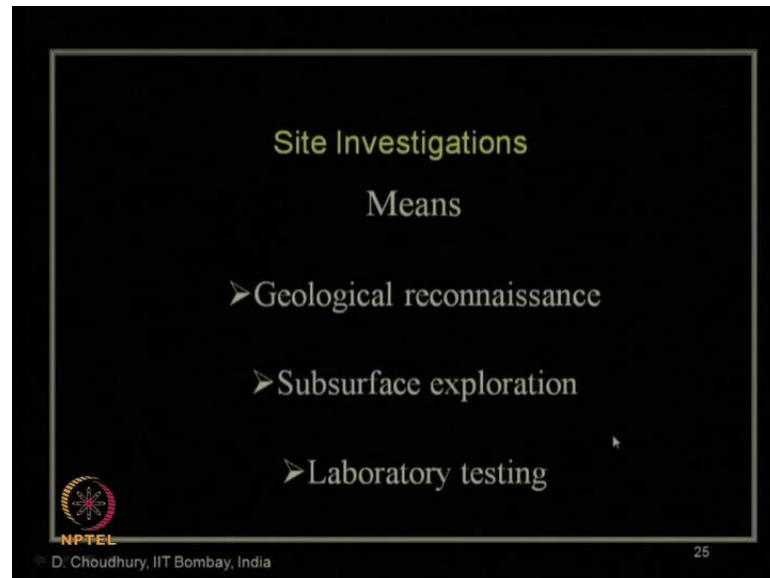 Site Investigations
Means
➢Geological reconnaissance
➢Subsurface exploration
➢Laboratory testing
NPTEL
D. Choudhury, IIT Bombay, India
25